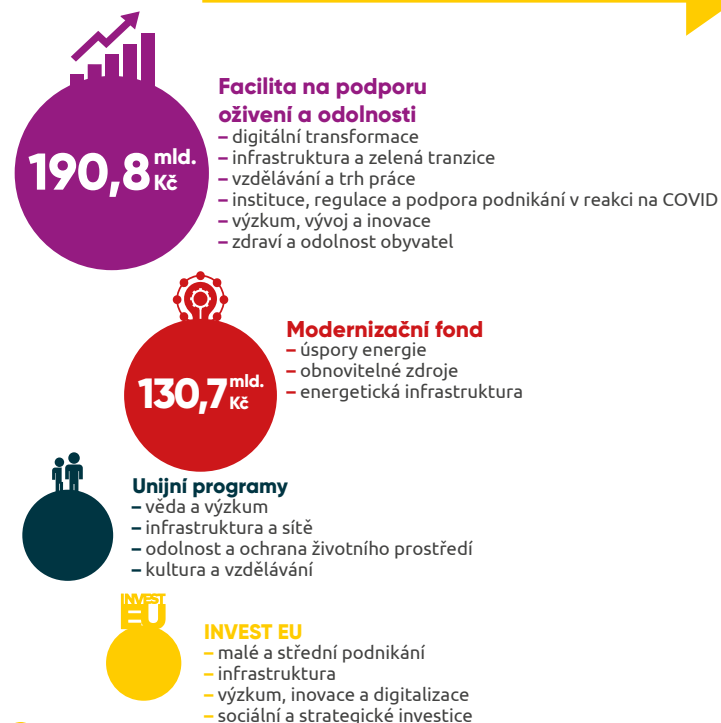 Facilita na podporu
oživení a odolnosti
190,8 mld. Kč
– digitální transformace
– infrastruktura a zelená tranzice
– vzdělávání a trh práce
– instituce, regulace a podpora podnikání v reakci na COVID
– výzkum, vývoj a inovace
– zdraví a odolnost obyvatel
Modernizační fond
130,7 mld. Kč
– úspory energie
– obnovitelné zdroje
– energetická infrastruktura
Unijní programy
– věda a výzkum
– infrastruktura a sítě
– odolnost a ochrana životního prostředí
– kultura a vzdělávání
INVEST
EU
INVEST EU
– malé a střední podnikání
– infrastruktura
– výzkum, inovace a digitalizace
– sociální a strategické investice